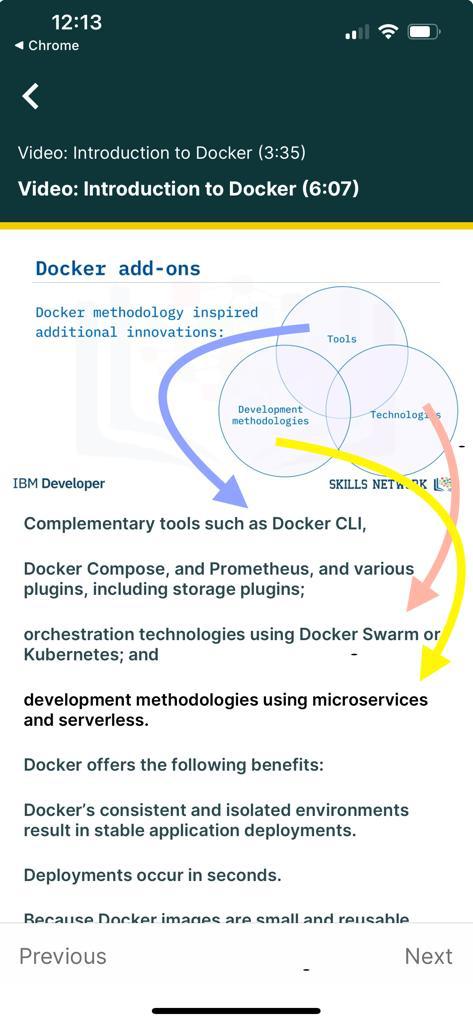 12:13
◀ Chrome
Video: Introduction to Docker (3:35)
Video: Introduction to Docker (6:07)
Docker add-ons
Docker methodology inspired
additional innovations:
Tools
Development
methodologies
Technologies
IBM Developer
SKILLS NETWORK
Complementary tools such as Docker CLI,
Docker Compose, and Prometheus, and various
plugins, including storage plugins;
orchestration technologies using Docker Swarm or
Kubernetes; and
development methodologies using microservices
and serverless.
Docker offers the following benefits:
Docker’s consistent and isolated environments
result in stable application deployments.
Deployments occur in seconds.
Because Docker images are small and reusable
Previous
Next